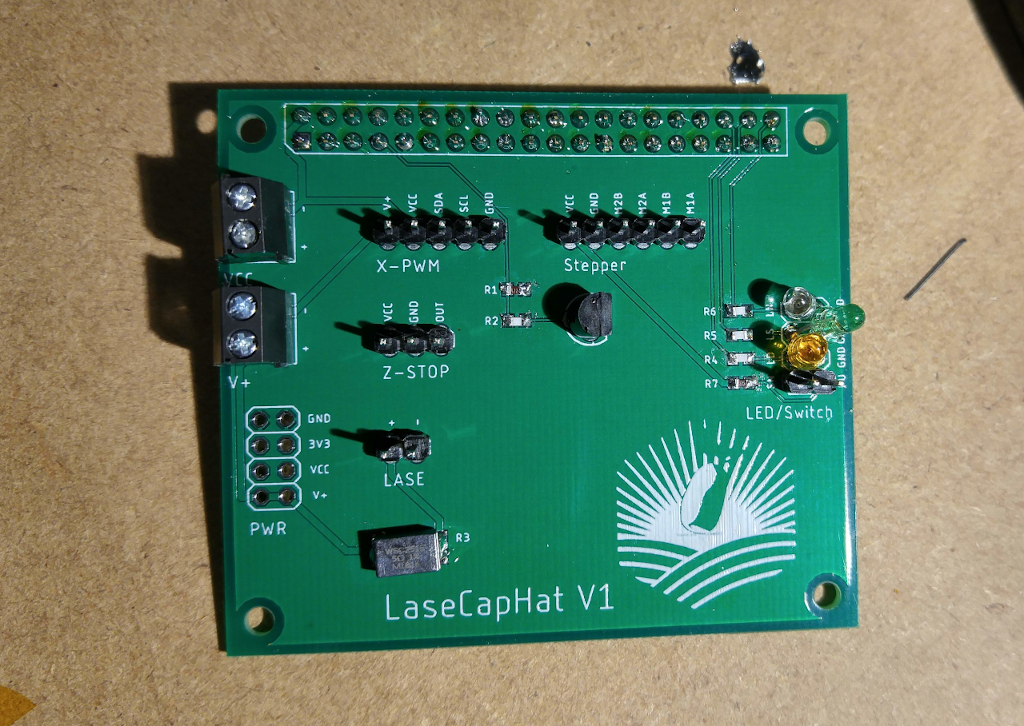 V+
VCC
SDA
SCL
GND
X-PWM
VCC
GND
M2B
M2A
M1B
M1A
Stepper
- 
+
VCC
-
+
V+
R1
R2
VCC
GND
OUT
Z-STOP
R6
R5
R4
R7
GND
LED/Switch
GND
3V3
VCC
V+
PWR
+ -
LASE
R3
LaseCapHat V1